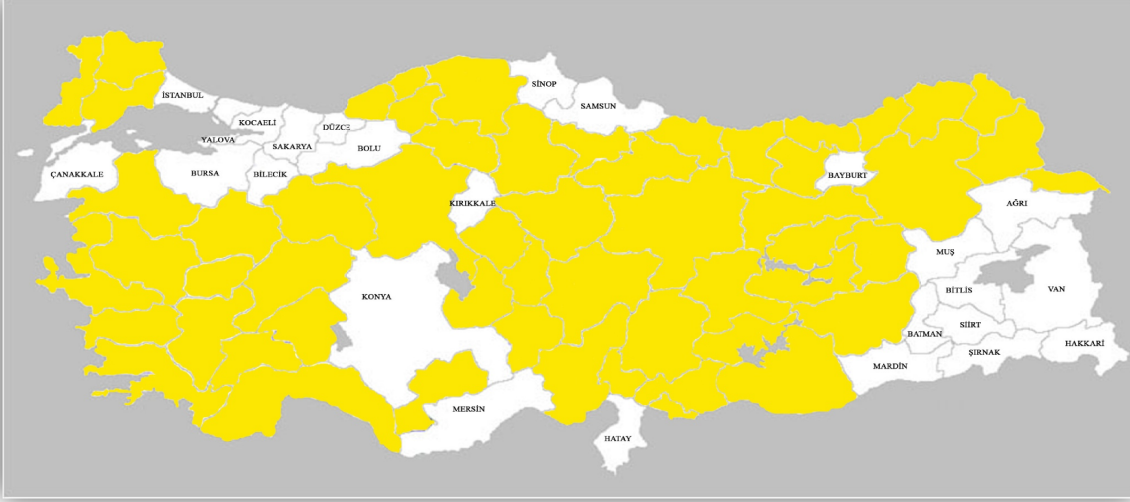 SİNOP
İSTANBUL
SAMSUN
KOCAELİ
DÜZCE
YALOVA
SAKARYA
BOLU
ÇANAKKALE
BURSA
BİLECİK
BAYBURT
KIRIKKALE
AĞRI
MUŞ
BİTLİS
VAN
KONYA
SİİRT
BATMAN
HAKKARİ
ŞIRNAK
MARDİN
MERSİN
HATAY